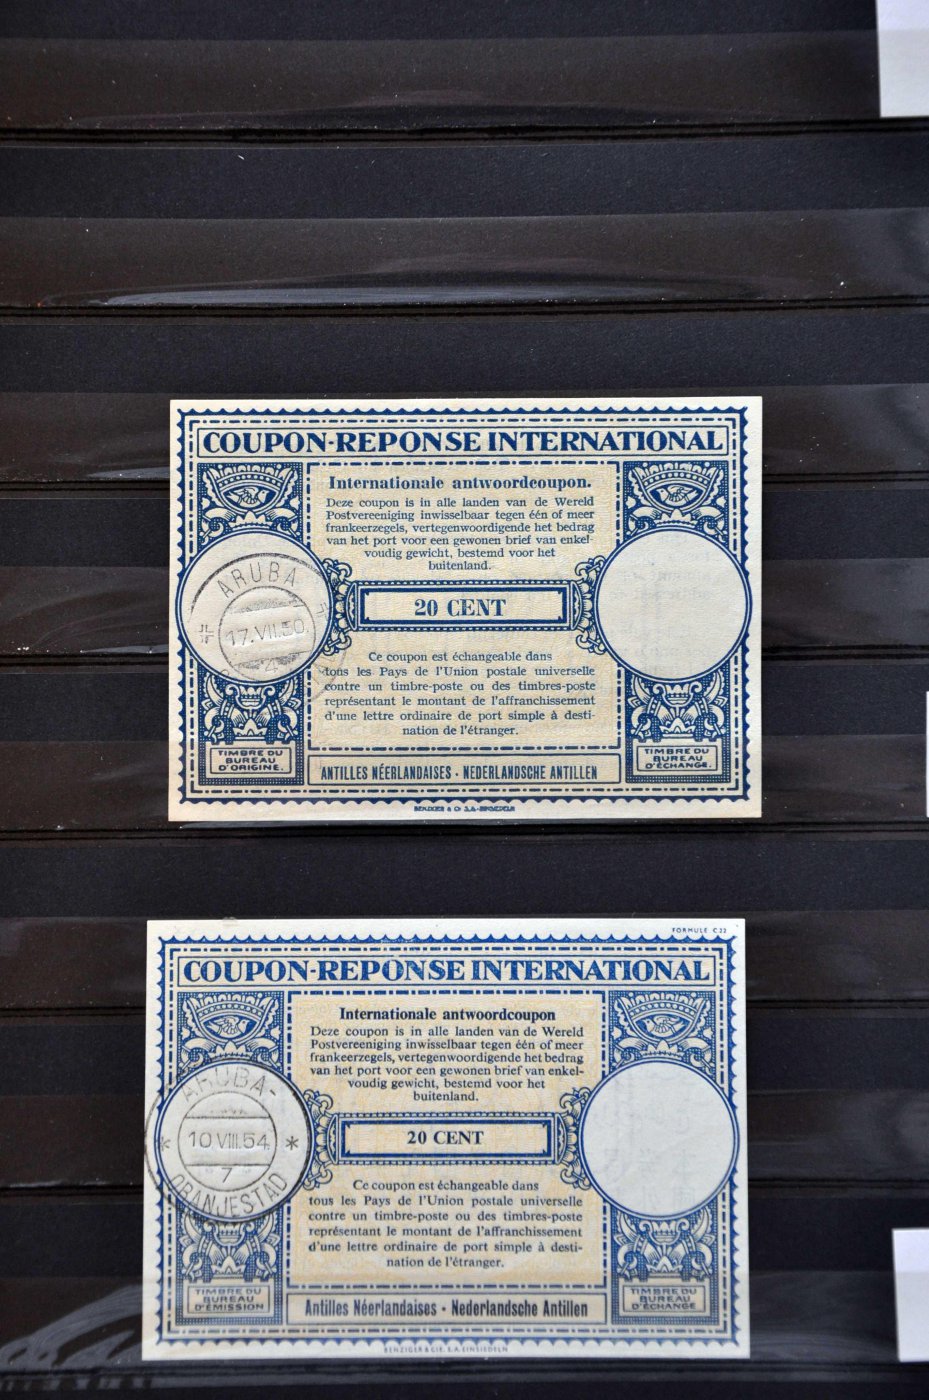 COUPON-REPONSE INTERNATIONAL
Internationale antwoordcoupon.
Deze coupon is in alle landen van de Wereld
Postvereeniging inwisselbaar tegen één of meer
frankeerzegels, vertegenwoordigende het bedrag
van het port voor een gewonen brief van enkel-
voudig gewicht, bestemd voor het
buitenland.
20 CENT
Ce coupon est échangeable dans
tous les Pays de l'Union postale universelle
contre un timbre-poste ou des timbres-poste
représentant le montant de l'affranchissement
d'une lettre ordinaire de port simple à desti-
nation de l'étranger.
ARUBA
17.VII.50.
TIMBRE DU
BUREAU
D'ORIGINE.
TIMBRE DU
BUREAU
D'ÉCHANGE.
ANTILLES NÉERLANDAISES - NEDERLANDSCHE ANTILLEN
BENZIGER & Co S.A. EINSIEDELN
FORMULE C 22
COUPON-REPONSE INTERNATIONAL
Internationale antwoordcoupon
Deze coupon is in alle landen van de Wereld
Postvereeniging inwisselbaar tegen één of meer
frankeerzegels, vertegenwoordigende het bedrag
van het port voor een gewonen brief van enkel-
voudig gewicht, bestemd voor het
buitenland.
20 CENT
Ce coupon est échangeable dans
tous les Pays de l'Union postale universelle
contre un timbre-poste ou des timbres-poste
représentant le montant de l'affranchissement
d'une lettre ordinaire de port simple à desti-
nation de l'étranger.
ARUBA-
* 10 VIII.54 *
7
ORANJESTAD
TIMBRE DU
BUREAU
D'ÉMISSION
TIMBRE DU
BUREAU
D'ÉCHANGE
Antilles Néerlandaises - Nederlandsche Antillen
BENZIGER & CIE. S.A. EINSIEDELN